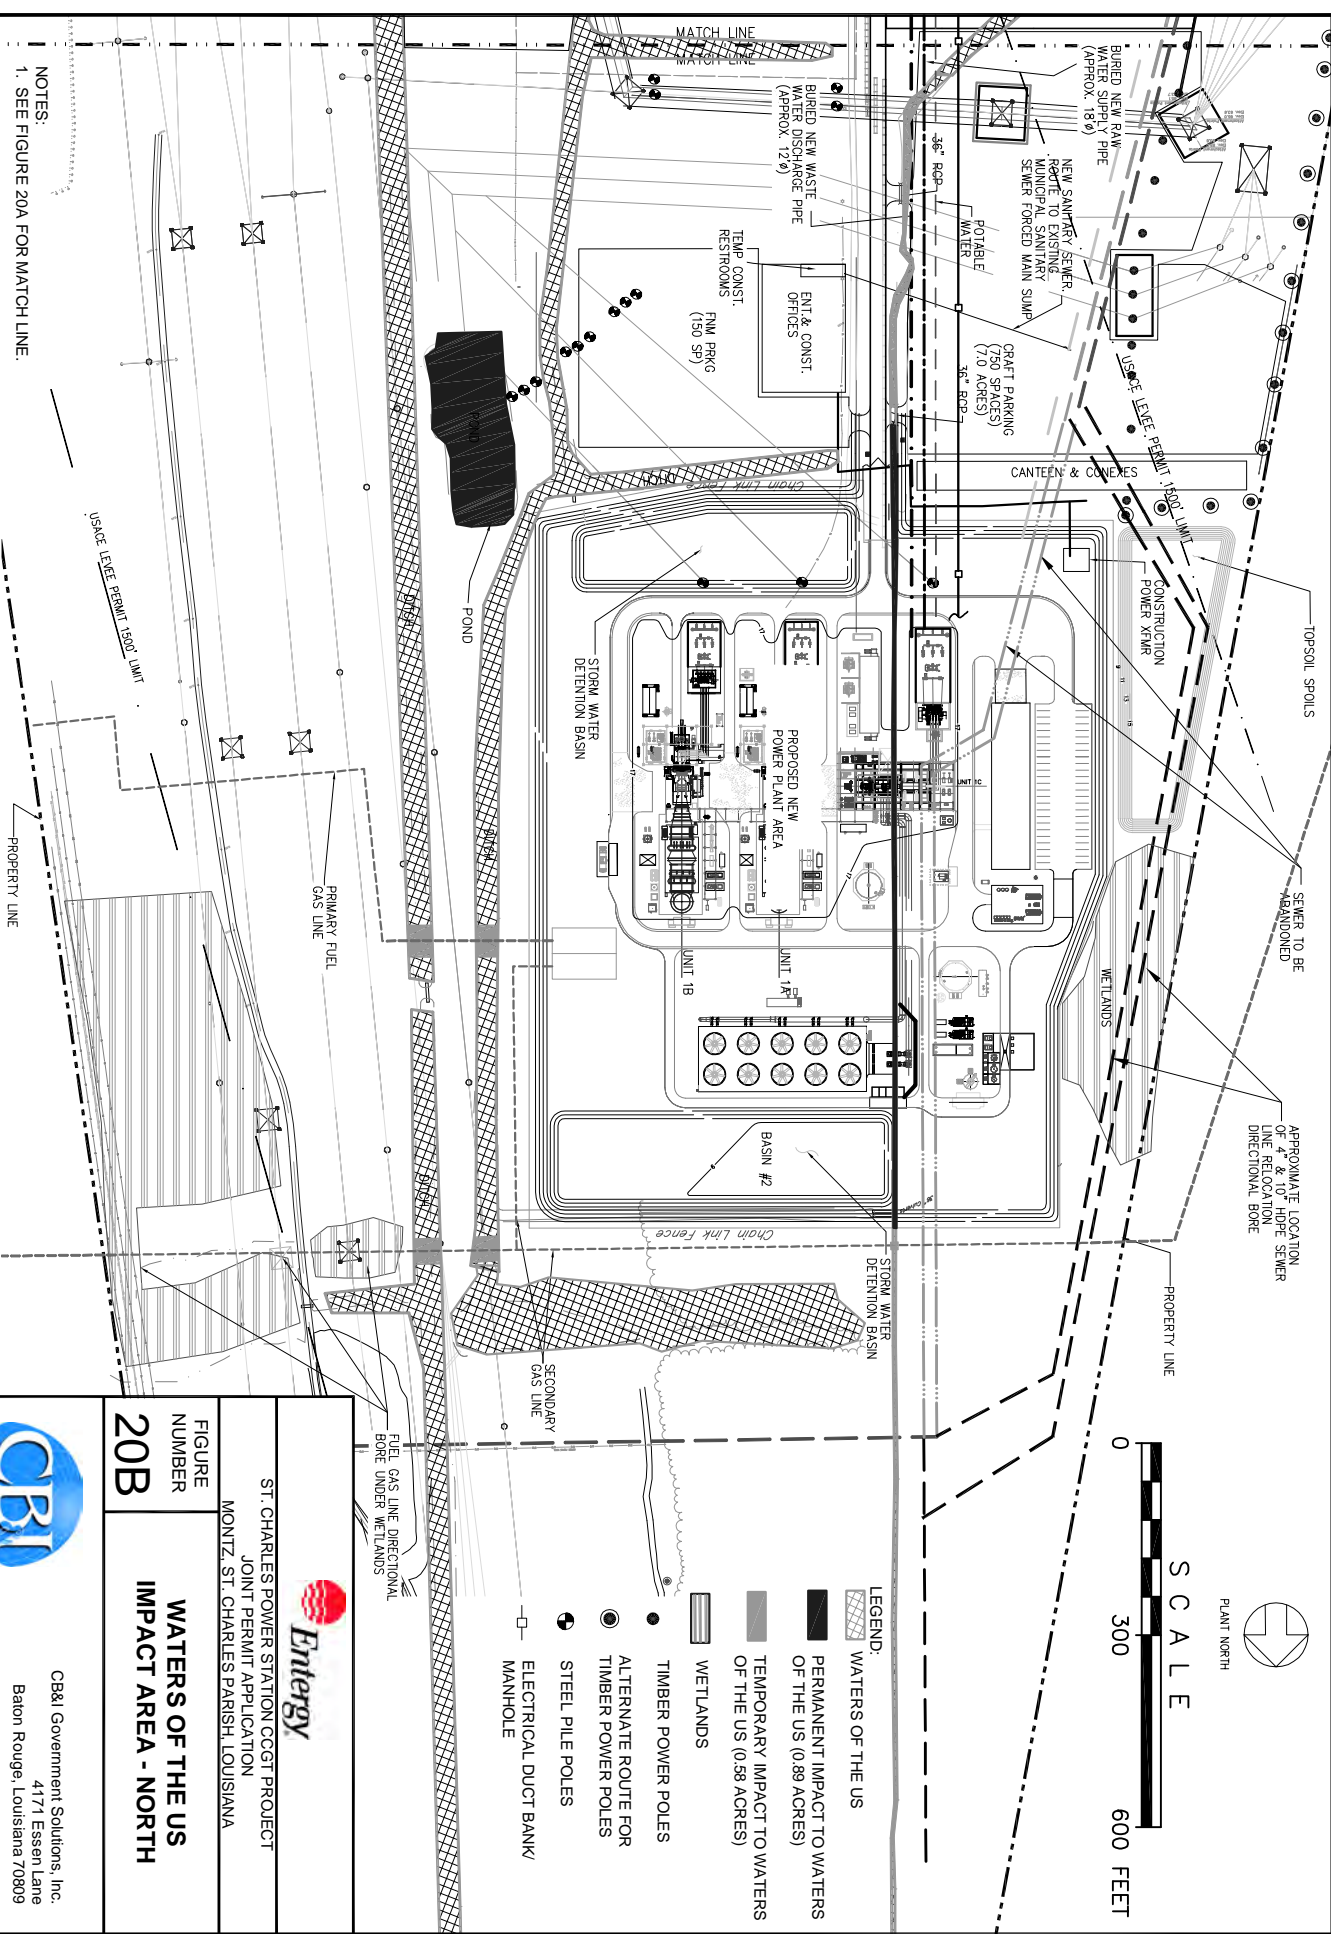 MATCH LINE
MATCH LINE
BURIED NEW RAW
WATER SUPPLY PIPE
(APPROX. 18"Ø)
BURIED NEW WASTE
WATER DISCHARGE PIPE
(APPROX. 12"Ø)
36" RCP
POTABLE
WATER
NEW SANITARY SEWER
ROUTE TO EXISTING
MUNICIPAL SANITARY
SEWER FORCED MAIN SUMP
TEMP CONST.
RESTROOMS
ENT.& CONST.
OFFICES
FNM PRKG
(150 SP)
CRAFT PARKING
(750 SPACES)
(7.0 ACRES)
36" RCP
USACE LEVEE PERMIT 1500' LIMIT
CANTEEN & CONEXES
Chain Link Fence
DITCH
POND
POND
CONSTRUCTION
POWER XFMR
TOPSOIL SPOILS
STORM WATER
DETENTION BASIN
PROPOSED NEW
POWER PLANT AREA
UNIT 1C
UNIT 1A
UNIT 1B
SEWER TO BE
ABANDONED
WETLANDS
APPROXIMATE LOCATION
OF 4" & 10" HDPE SEWER
LINE RELOCATION
DIRECTIONAL BORE
PROPERTY LINE
BASIN #2
STORM WATER
DETENTION BASIN
Chain Link Fence
SECONDARY
GAS LINE
DITCH
DITCH
DITCH
PRIMARY FUEL
GAS LINE
USACE LEVEE PERMIT 1500' LIMIT
PROPERTY LINE
FUEL GAS LINE DIRECTIONAL
BORE UNDER WETLANDS
NOTES:
1. SEE FIGURE 20A FOR MATCH LINE.
PLANT NORTH
SCALE
0 300 600 FEET
LEGEND:
WATERS OF THE US
PERMANENT IMPACT TO WATERS
OF THE US (0.89 ACRES)
TEMPORARY IMPACT TO WATERS
OF THE US (0.58 ACRES)
WETLANDS
TIMBER POWER POLES
ALTERNATE ROUTE FOR
TIMBER POWER POLES
STEEL PILE POLES
ELECTRICAL DUCT BANK/
MANHOLE
Entergy
ST. CHARLES POWER STATION CCGT PROJECT
JOINT PERMIT APPLICATION
MONTZ, ST. CHARLES PARISH, LOUISIANA
FIGURE
NUMBER
20B
WATERS OF THE US
IMPACT AREA - NORTH
CBI
CB&I Government Solutions, Inc.
4171 Essen Lane
Baton Rouge, Louisiana 70809